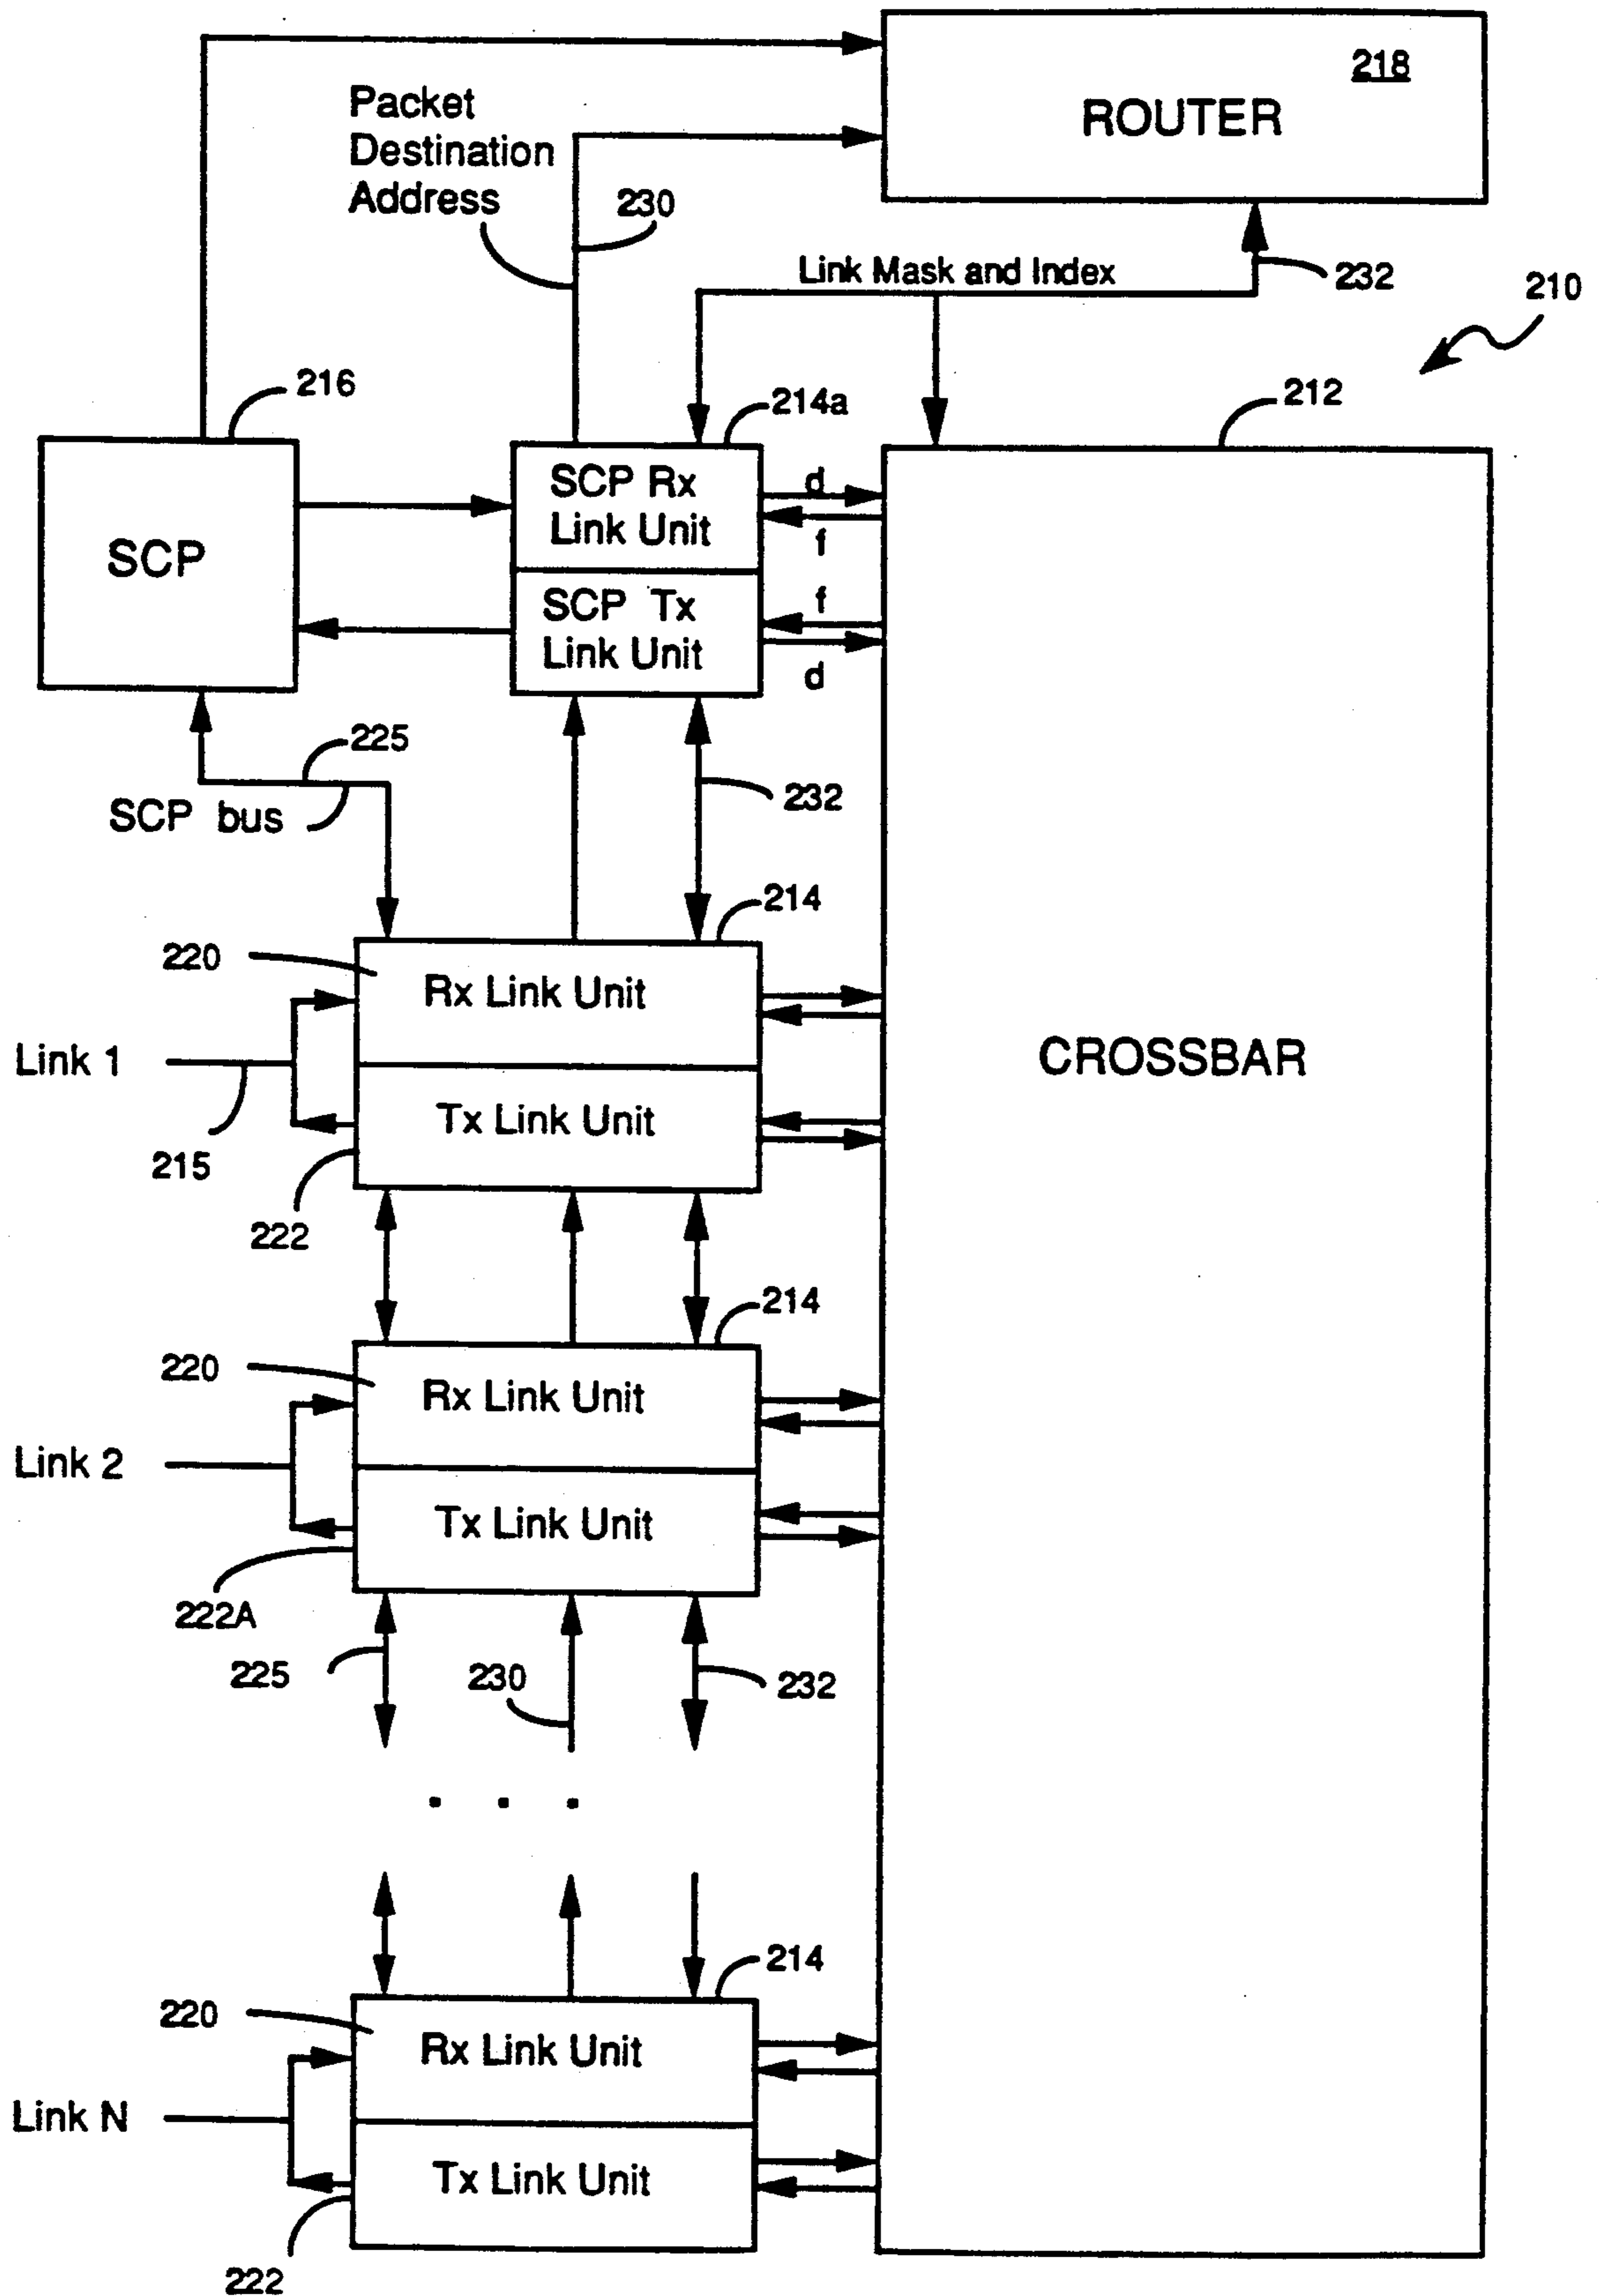 218
ROUTER
Packet
Destination
Address
230
Link Mask and Index
232
210
216
214a
212
SCP
SCP Rx
Link Unit
d
f
SCP Tx
Link Unit
f
d
225
SCP bus
232
214
220
Rx Link Unit
Link 1
CROSSBAR
Tx Link Unit
215
222
214
220
Rx Link Unit
Link 2
Tx Link Unit
222A
225
230
232
. . .
214
220
Rx Link Unit
Link N
Tx Link Unit
222